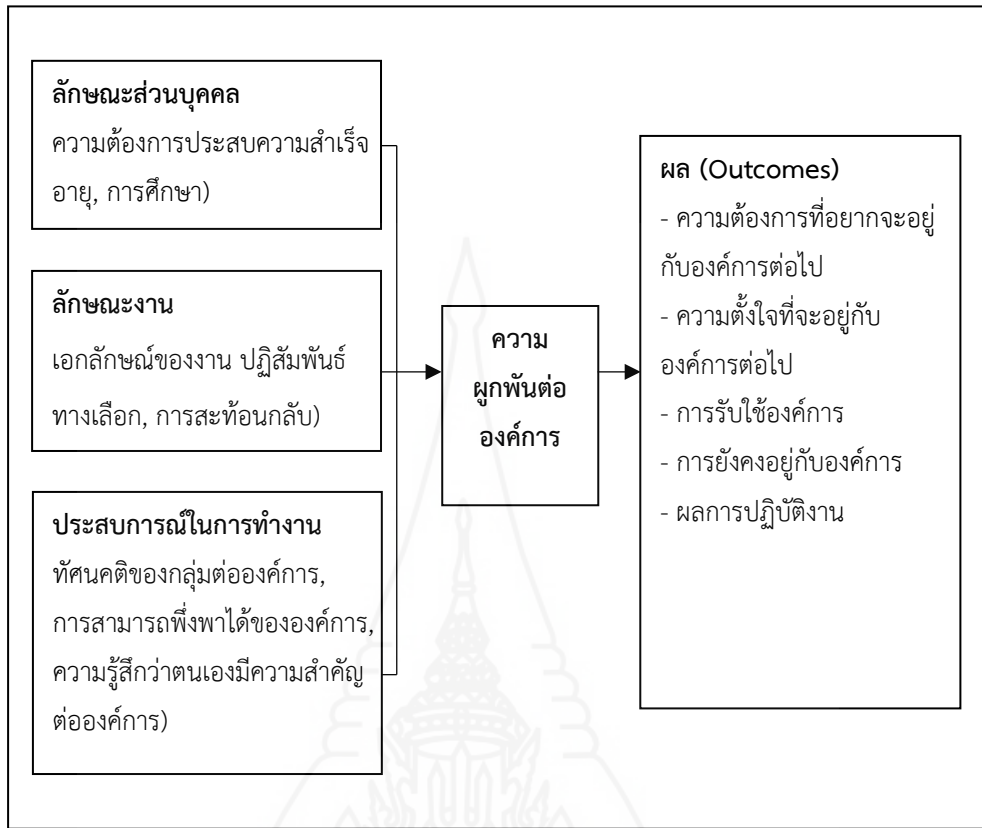 ลักษณะส่วนบุคคล
ความต้องการประสบความสำเร็จ
อายุ, การศึกษา)
ลักษณะงาน
เอกลักษณ์ของงาน ปฏิสัมพันธ์
ทางเลือก, การสะท้อนกลับ)
ประสบการณ์ในการทำงาน
ทัศนคติของกลุ่มต่อองค์การ,
การสามารถพึ่งพาได้ขององค์การ,
ความรู้สึกว่าตนเองมีความสำคัญ
ต่อองค์การ)
ความ
ผูกพันต่อ
องค์การ
ผล (Outcomes)
- ความต้องการที่อยากจะอยู่
กับองค์การต่อไป
- ความตั้งใจที่จะอยู่กับ
องค์การต่อไป
- การรับใช้องค์การ
- การยังคงอยู่กับองค์การ
- ผลการปฏิบัติงาน